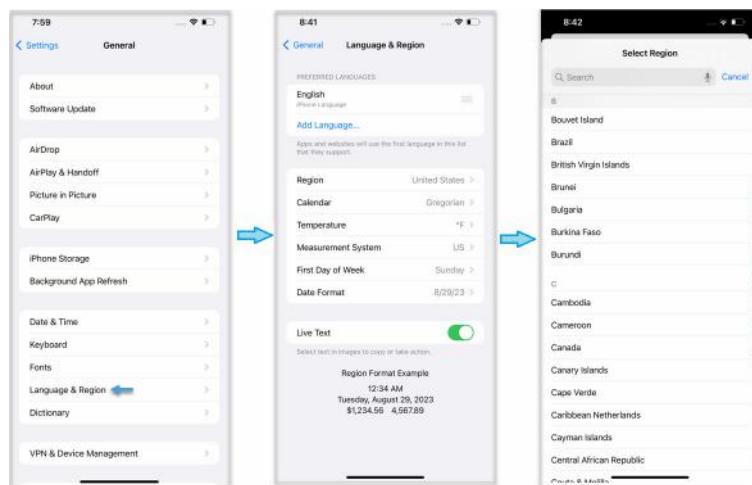 7:59
Settings
General
About
Software Update
AirDrop
AirPlay & Handoff
Picture in Picture
CarPlay
iPhone Storage
Background App Refresh
Date & Time
Keyboard
Fonts
Language & Region
Dictionary
VPN & Device Management
8:41
General
Language & Region
PREFERRED LANGUAGES
English
iPhone Language
Add Language...
Apps and websites will use the first language in this list
that they support.
Region United States
Calendar Gregorian
Temperature °F
Measurement System US
First Day of Week Sunday
Date Format 8/29/23
Live Text
Select text in images to copy or take action.
Region Format Example
12:34 AM
Tuesday, August 29, 2023
$1,234.56 4,567.89
8:42
Select Region
Search
Cancel
B
Bouvet Island
Brazil
British Virgin Islands
Brunei
Bulgaria
Burkina Faso
Burundi
C
Cambodia
Cameroon
Canada
Canary Islands
Cape Verde
Caribbean Netherlands
Cayman Islands
Central African Republic
Ceuta & Melilla